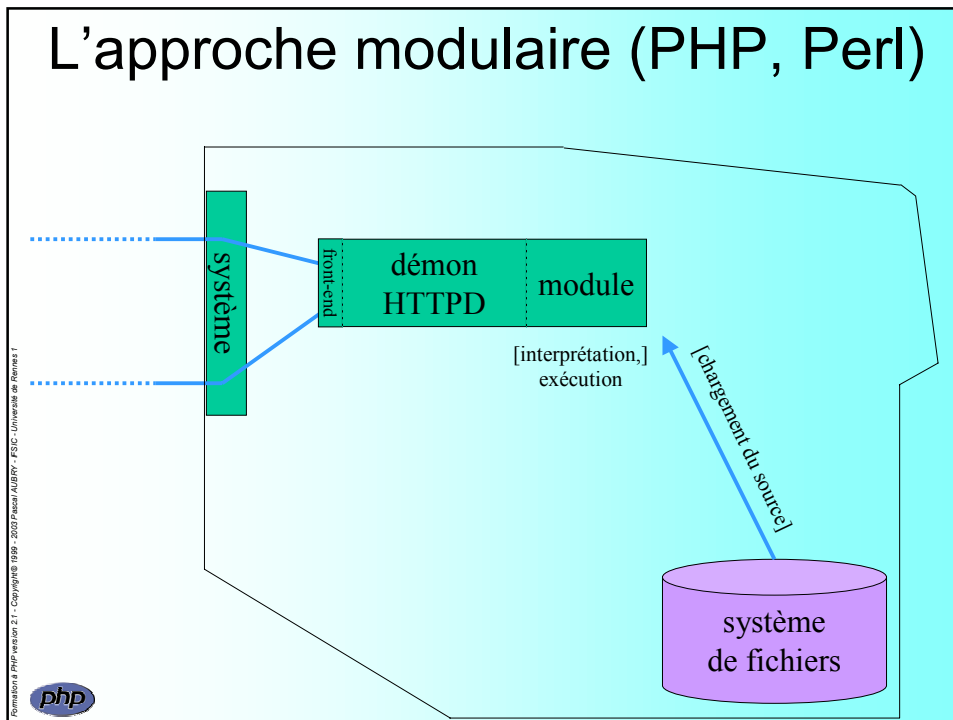 L'approche modulaire (PHP, Perl)
système
front-end
démon
HTTPD
module
[interprétation,]
exécution
[chargement du source]
système
de fichiers
Formation à PHP version 2.1 - Copyright © 1999 - 2003 Pascal AUBRY - IFSIC - Université de Rennes 1
php